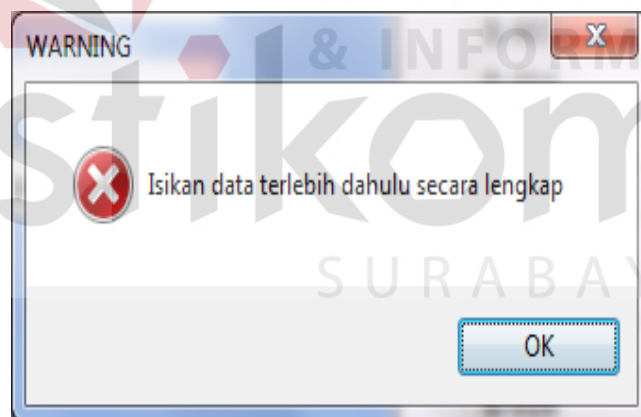 & INFORM
WARNING
stikom
Isikan data terlebih dahulu secara lengkap
SURABAY
OK